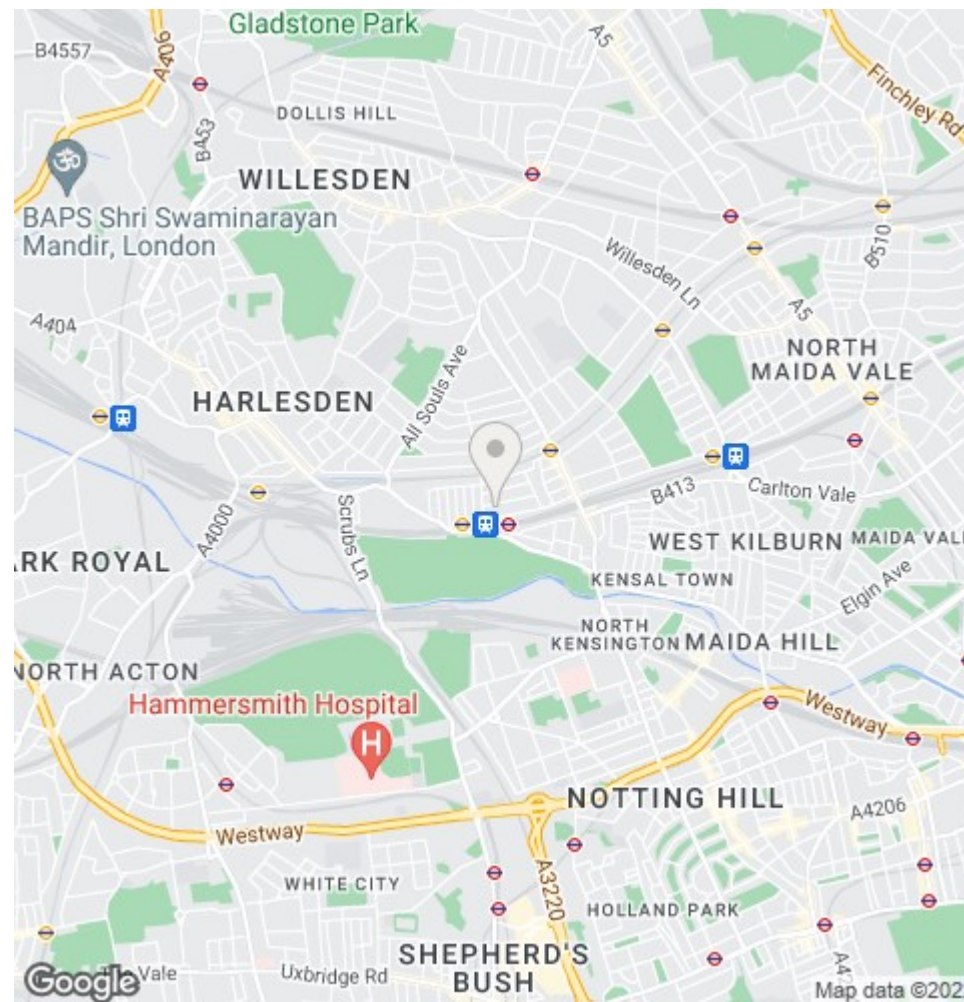 Gladstone Park
B4557
A406
A5
Finchley Rd
B453
DOLLIS HILL
WILLESDEN
BAPS Shri Swaminarayan
Mandir, London
Willesden Ln
B510
A404
A5
NORTH
MAIDA VALE
All Souls Ave
HARLESDEN
B413
Carlton Vale
Scrubs Ln
A4000
WEST KILBURN
MAIDA VALE
ARK ROYAL
KENSAL TOWN
Elgin Ave
NORTH
KENSINGTON
MAIDA HILL
NORTH ACTON
Hammersmith Hospital
H
Westway
NOTTING HILL
A4206
Westway
A3220
WHITE CITY
HOLLAND PARK
SHEPHERD'S
BUSH
Google
Vale
Uxbridge Rd
Map data ©202